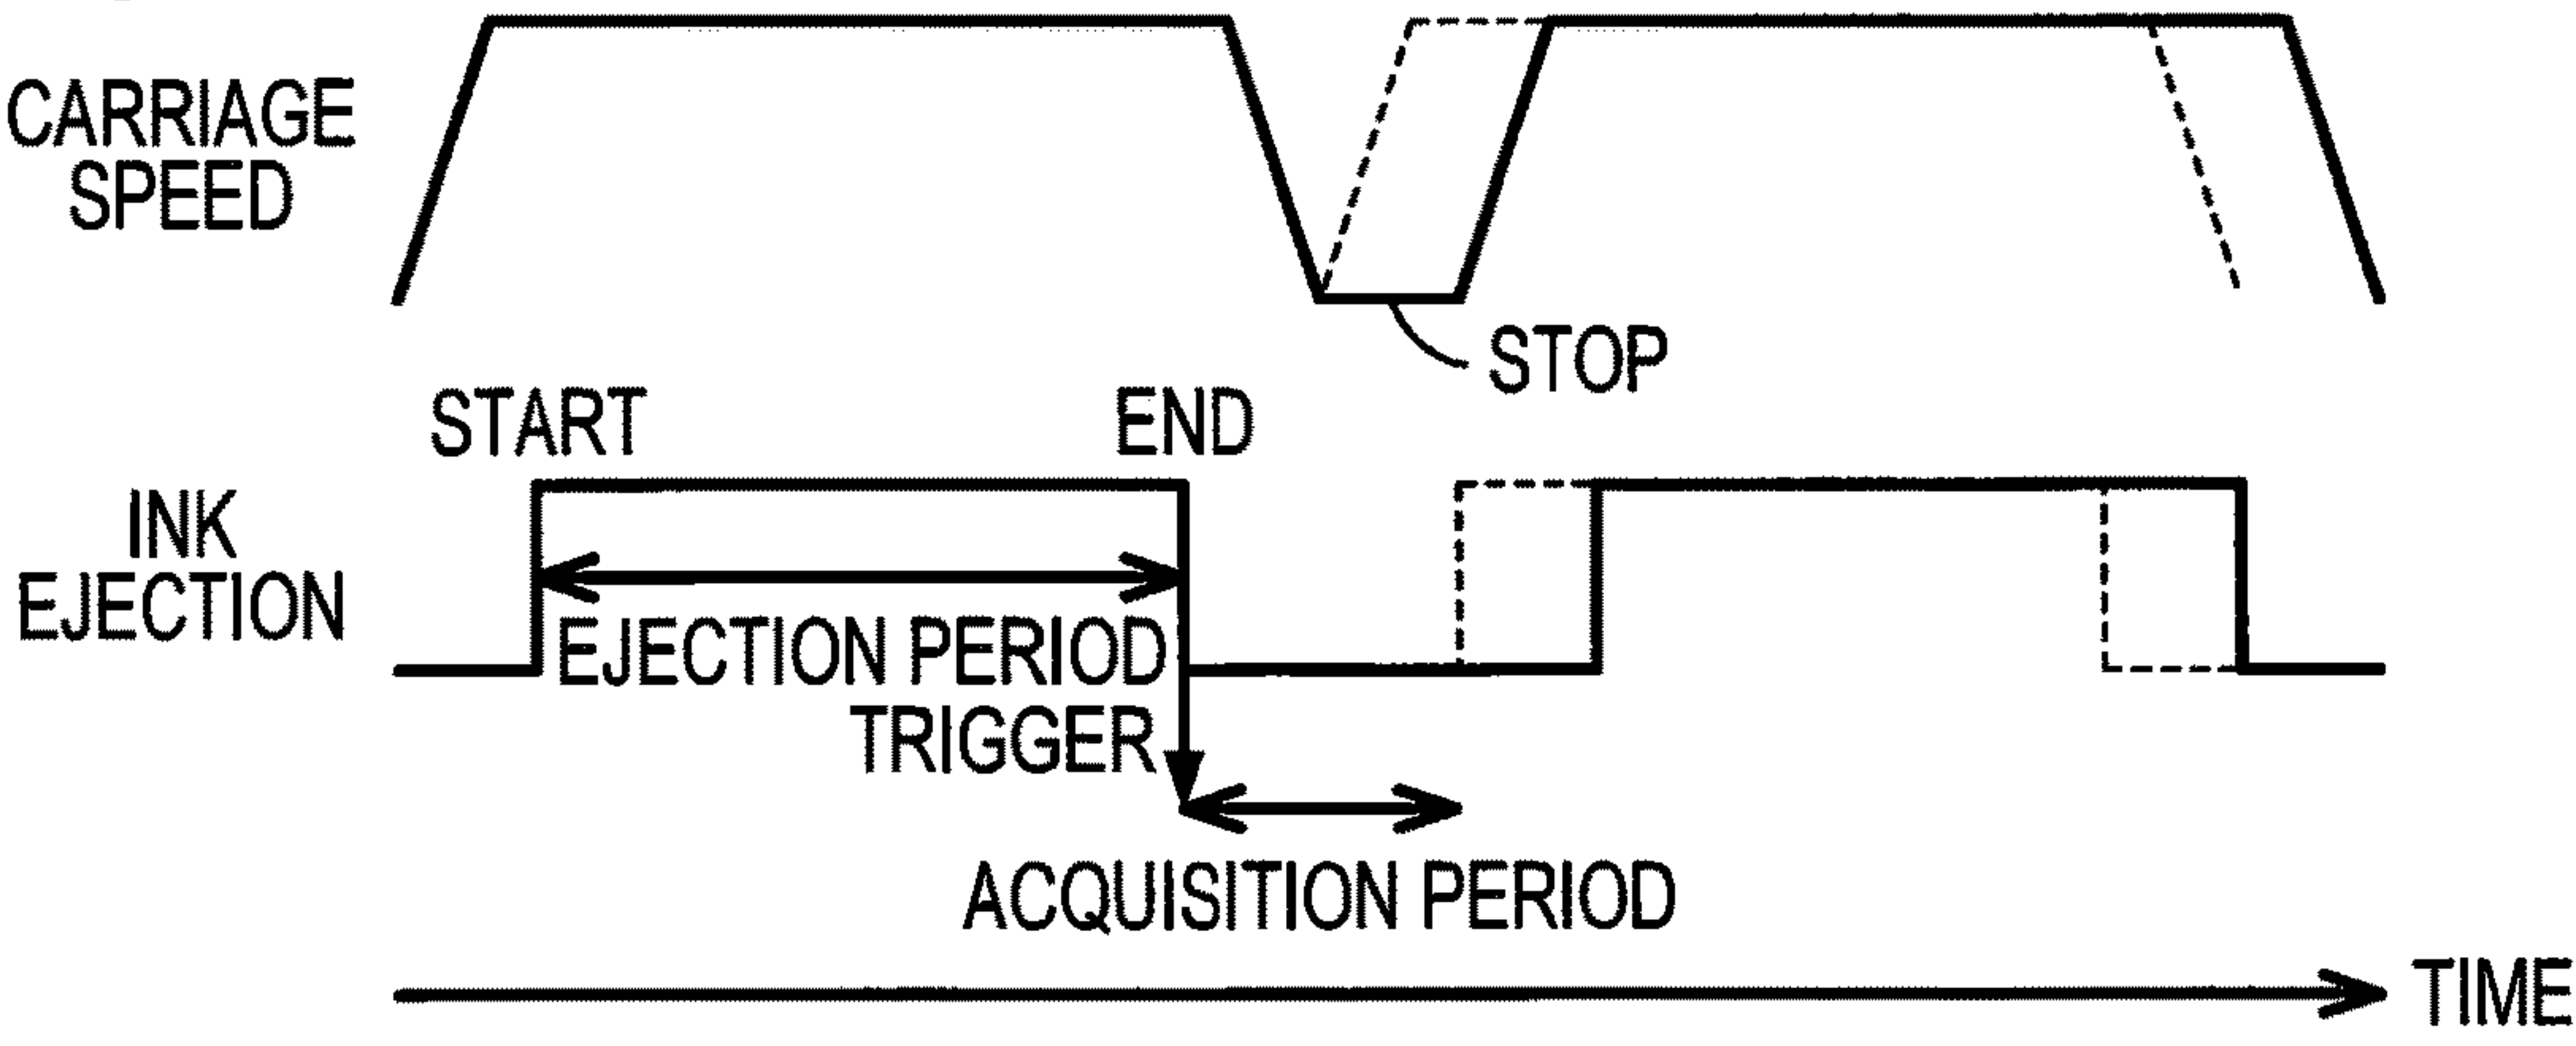 CARRIAGE
SPEED
STOP
START
END
INK
EJECTION
EJECTION PERIOD
TRIGGER
ACQUISITION PERIOD
TIME